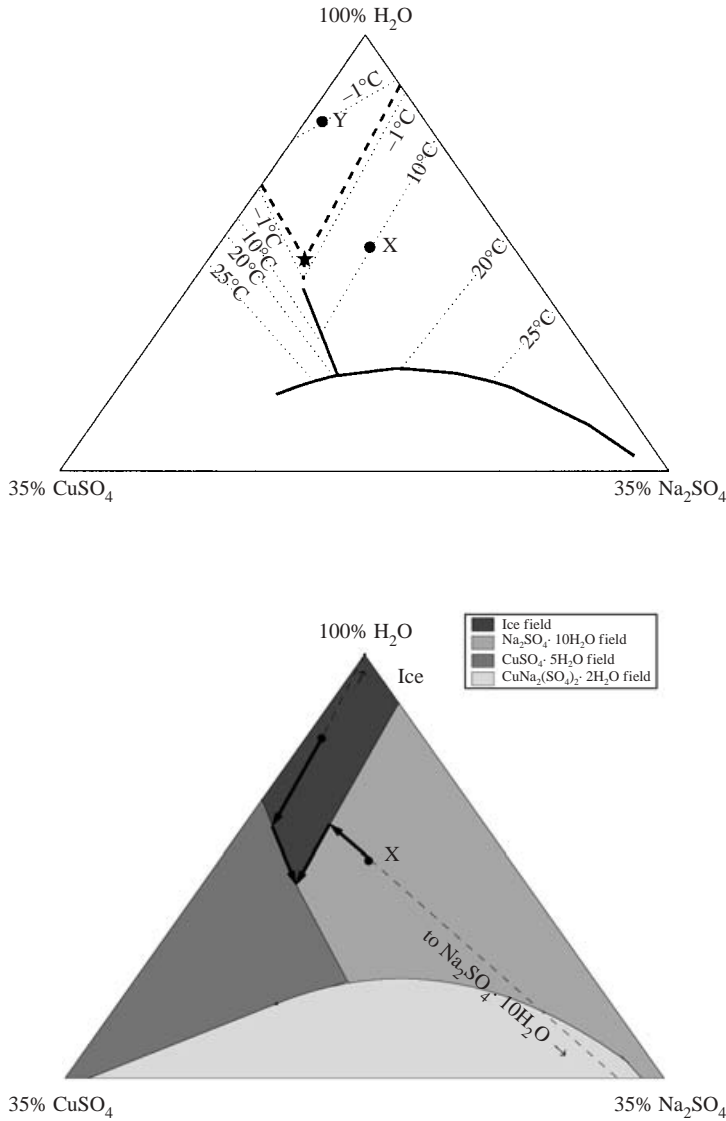 100% H₂O
−1°C
Y
−1°C
10°C
−1°C
10°C
20°C
25°C
X
20°C
25°C
35% CuSO₄
35% Na₂SO₄
100% H₂O
Ice
Ice field
Na₂SO₄· 10H₂O field
CuSO₄· 5H₂O field
CuNa₂(SO₄)₂· 2H₂O field
X
to Na₂SO₄· 10H₂O
35% CuSO₄
35% Na₂SO₄